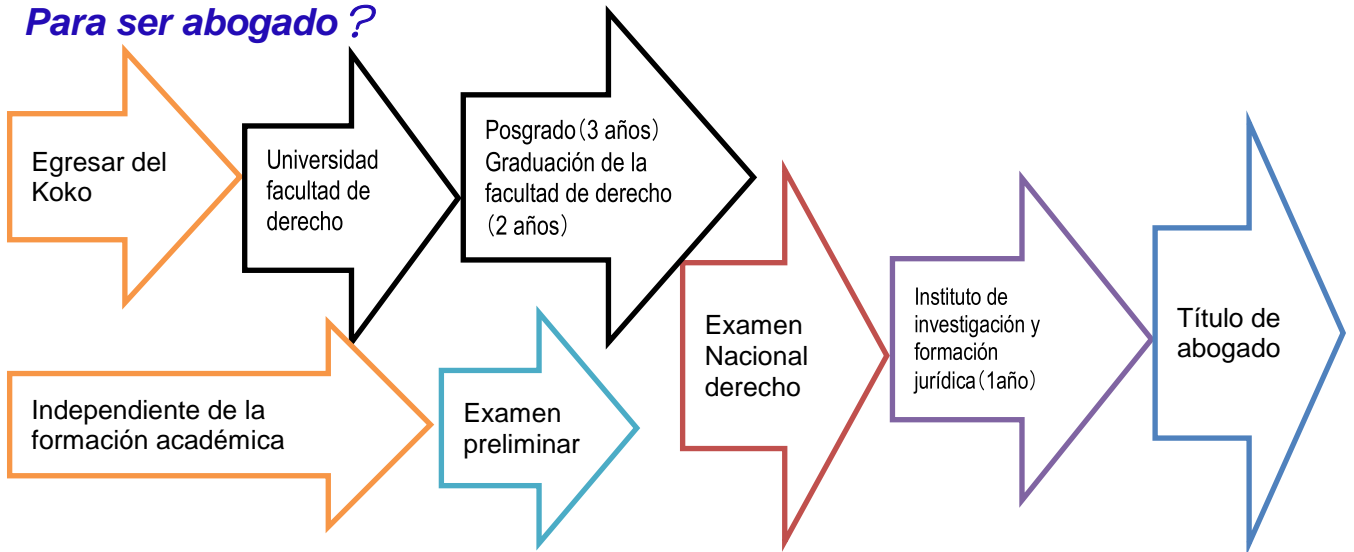 Para ser abogado？
Egresar del
Koko
Universidad
facultad de
derecho
Posgrado（3 años）
Graduación de la
facultad de derecho
（2 años）
Independiente de la
formación académica
Examen
preliminar
Examen
Nacional
derecho
Instituto de
investigación y
formación
jurídica（1año）
Título de
abogado